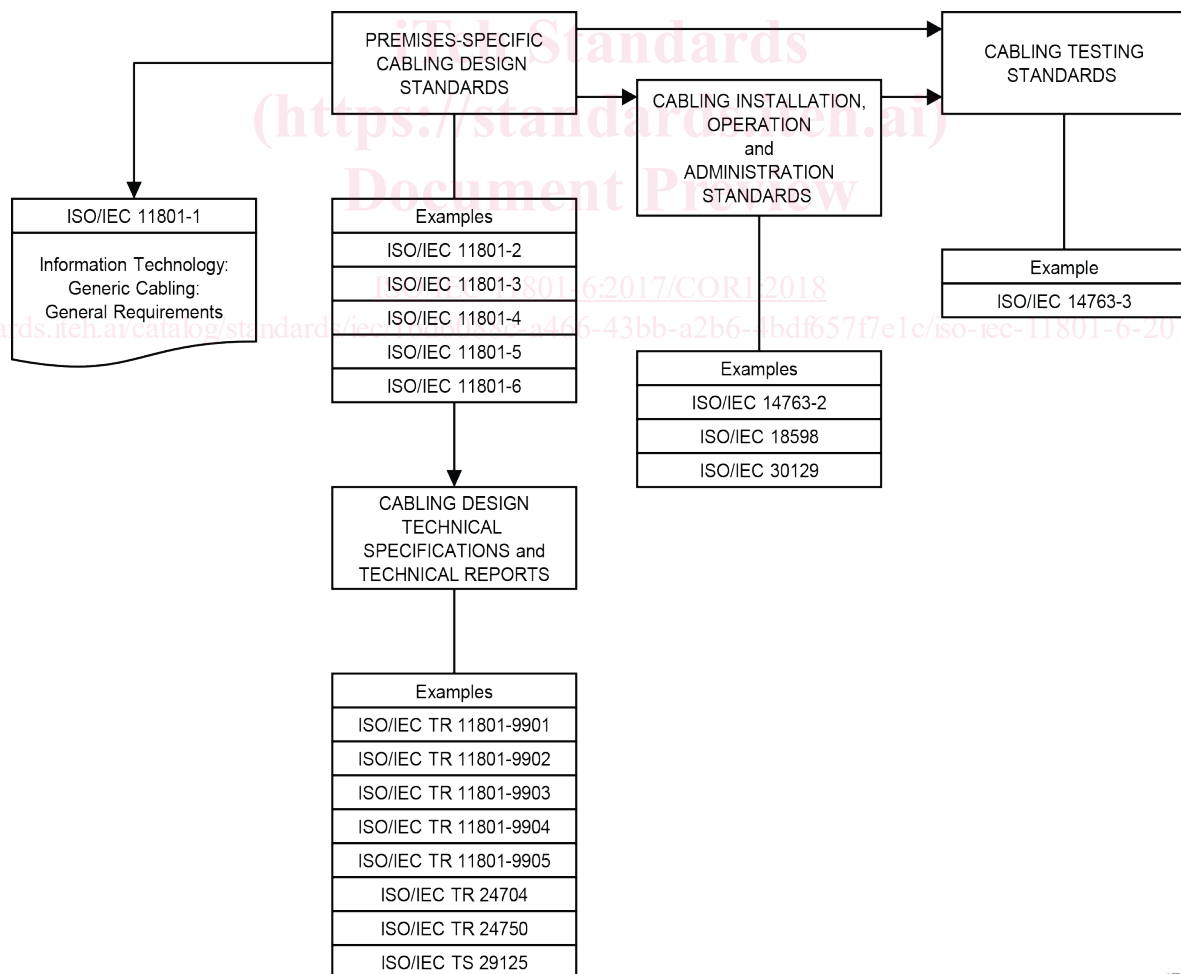 PREMISES-SPECIFIC
CABLING DESIGN
STANDARDS
CABLING TESTING
STANDARDS
CABLING INSTALLATION,
OPERATION
and
ADMINISTRATION
STANDARDS
iTeh Standards
(https://standards.iteh.ai)
Document Preview
ISO/IEC 11801-1
Information Technology:
Generic Cabling:
General Requirements
Examples
ISO/IEC 11801-2
ISO/IEC 11801-3
ISO/IEC 11801-4
ISO/IEC 11801-5
ISO/IEC 11801-6
Example
ISO/IEC 14763-3
ISO/IEC 11801-6:2017/COR1:2018
Examples
ISO/IEC 14763-2
ISO/IEC 18598
ISO/IEC 30129
CABLING DESIGN
TECHNICAL
SPECIFICATIONS and
TECHNICAL REPORTS
Examples
ISO/IEC TR 11801-9901
ISO/IEC TR 11801-9902
ISO/IEC TR 11801-9903
ISO/IEC TR 11801-9904
ISO/IEC TR 11801-9905
ISO/IEC TR 24704
ISO/IEC TR 24750
ISO/IEC TS 29125